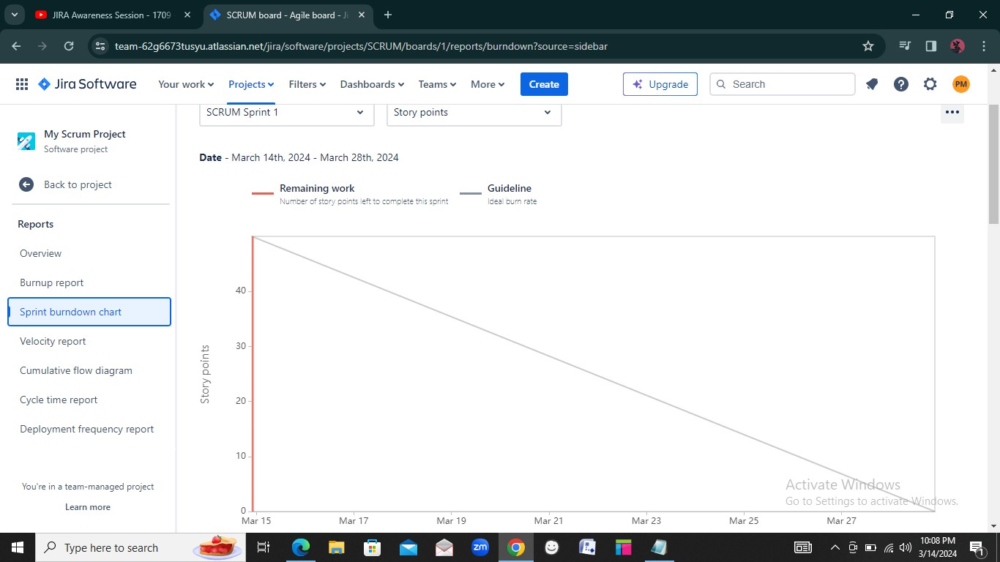 JIRA Awareness Session - 1709
SCRUM board - Agile board - Ji
team-62g6673tusyu.atlassian.net/jira/software/projects/SCRUM/boards/1/reports/burndown?source=sidebar
Jira Software Your work Projects Filters Dashboards Teams More Create Upgrade Search PM
My Scrum Project
Software project
Back to project
Reports
Overview
Burnup report
Sprint burndown chart
Velocity report
Cumulative flow diagram
Cycle time report
Deployment frequency report
You're in a team-managed project
Learn more
SCRUM Sprint 1 Story points
Date - March 14th, 2024 - March 28th, 2024
Remaining work
Number of story points left to complete this sprint
Guideline
Ideal burn rate
Story points
40
30
20
10
0
Mar 15 Mar 17 Mar 19 Mar 21 Mar 23 Mar 25 Mar 27
Activate Windows
Go to Settings to activate Windows.
Type here to search
zm
10:08 PM
3/14/2024
1